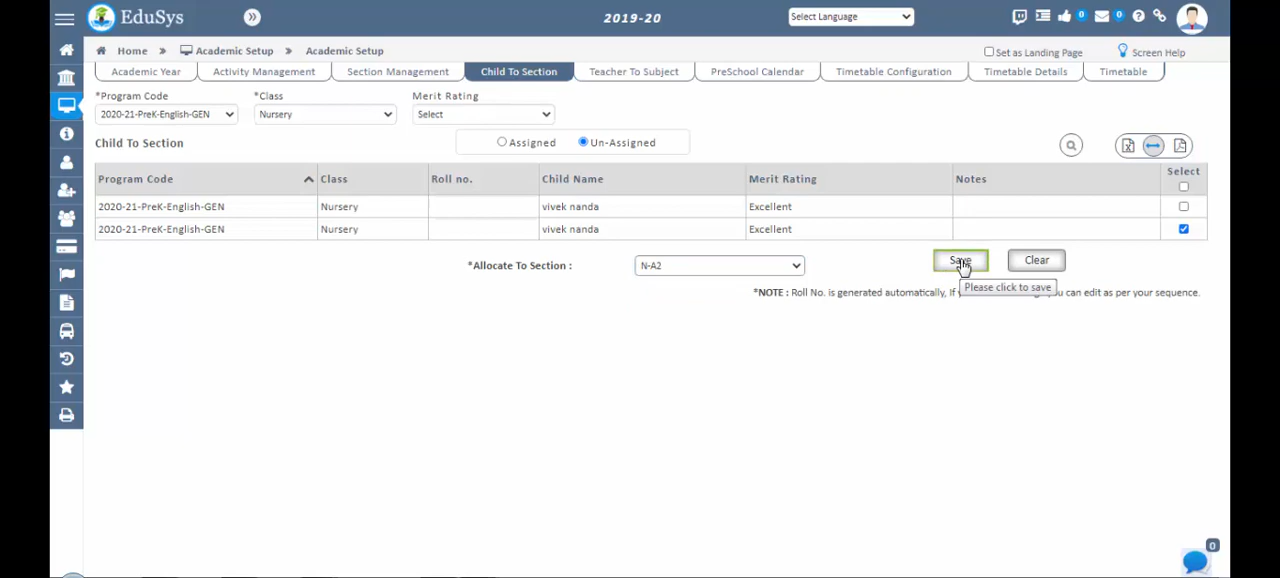 EduSys
2019-20
Select Language
0
0
Home » Academic Setup » Academic Setup
Set as Landing Page
Screen Help
Academic Year
Activity Management
Section Management
Child To Section
Teacher To Subject
PreSchool Calendar
Timetable Configuration
Timetable Details
Timetable
*Program Code
*Class
Merit Rating
2020-21-PreK-English-GEN
Nursery
Select
Child To Section
Assigned
Un-Assigned
Program Code Class Roll no. Child Name Merit Rating Notes Select
2020-21-PreK-English-GEN Nursery vivek nanda Excellent
2020-21-PreK-English-GEN Nursery vivek nanda Excellent
*Allocate To Section :
N-A2
Save
Clear
Please click to save
*NOTE : Roll No. is generated automatically, If can edit as per your sequence.
0